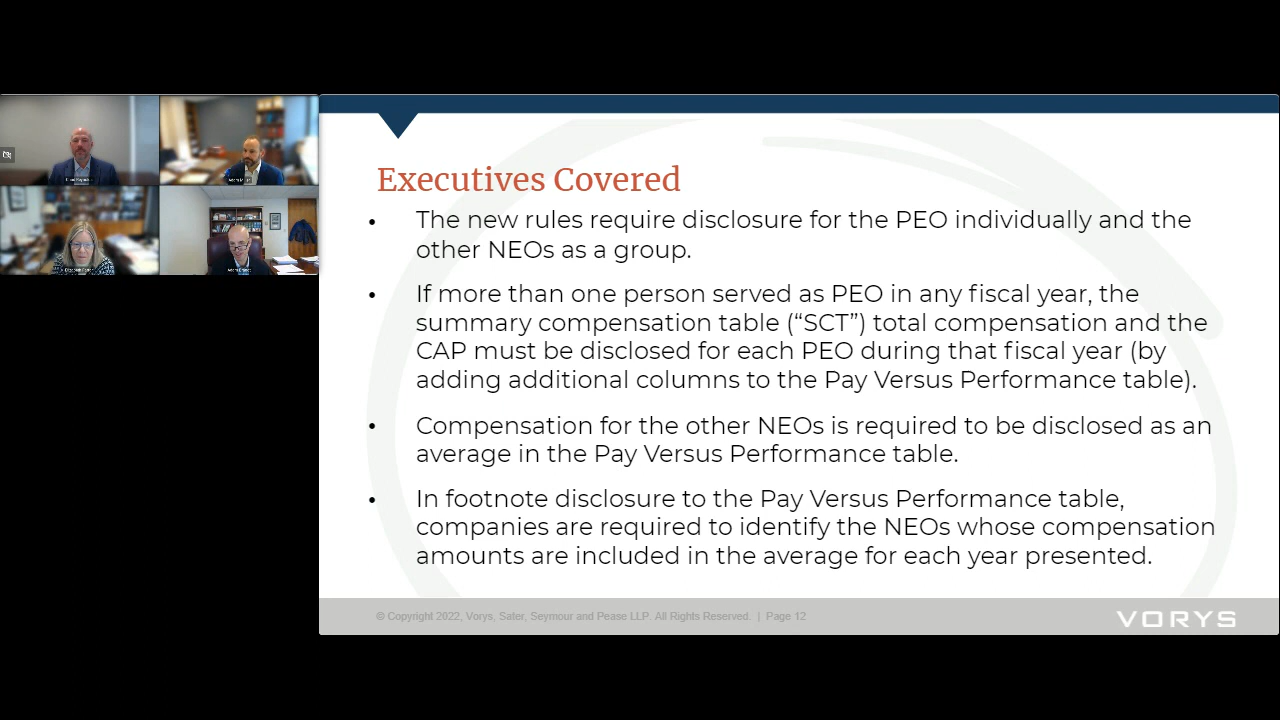 Executives Covered
• The new rules require disclosure for the PEO individually and the
other NEOs as a group.
• If more than one person served as PEO in any fiscal year, the
summary compensation table (“SCT”) total compensation and the
CAP must be disclosed for each PEO during that fiscal year (by
adding additional columns to the Pay Versus Performance table).
• Compensation for the other NEOs is required to be disclosed as an
average in the Pay Versus Performance table.
• In footnote disclosure to the Pay Versus Performance table,
companies are required to identify the NEOs whose compensation
amounts are included in the average for each year presented.
© Copyright 2022, Vorys, Sater, Seymour and Pease LLP. All Rights Reserved. | Page 12
VORYS